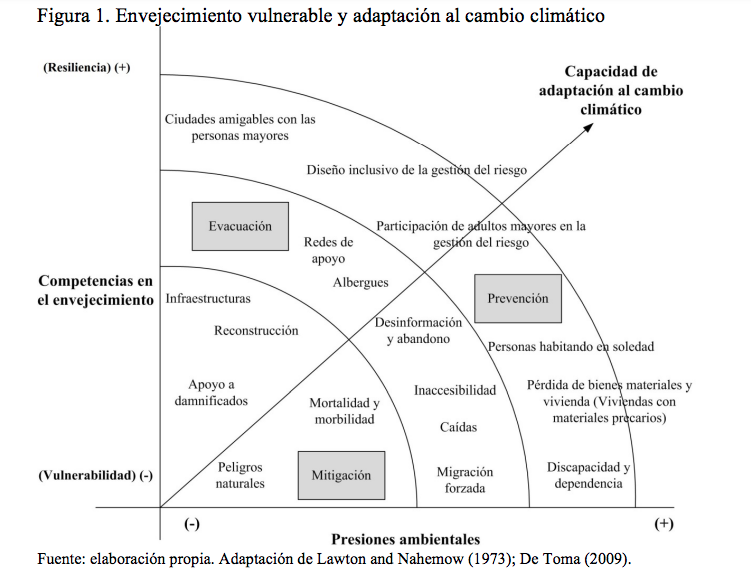 Figura 1. Envejecimiento vulnerable y adaptación al cambio climático
(Resiliencia) (+)
Capacidad de
adaptación al cambio
climático
Ciudades amigables con las
personas mayores
Diseño inclusivo de la gestión del riesgo
Evacuación
Participación de adultos mayores en la
gestión del riesgo
Redes de
apoyo
Albergues
Competencias en
el envejecimiento
Infraestructuras
Prevención
Reconstrucción
Desinformación
y abandono
Personas habitando en soledad
Apoyo a
damnificados
Mortalidad y
morbilidad
Inaccesibilidad
Pérdida de bienes materiales y
vivienda (Viviendas con
materiales precarios)
Caídas
(Vulnerabilidad) (-)
Peligros
naturales
Mitigación
Migración
forzada
Discapacidad y
dependencia
(-)
(+)
Presiones ambientales
Fuente: elaboración propia. Adaptación de Lawton and Nahemow (1973); De Toma (2009).